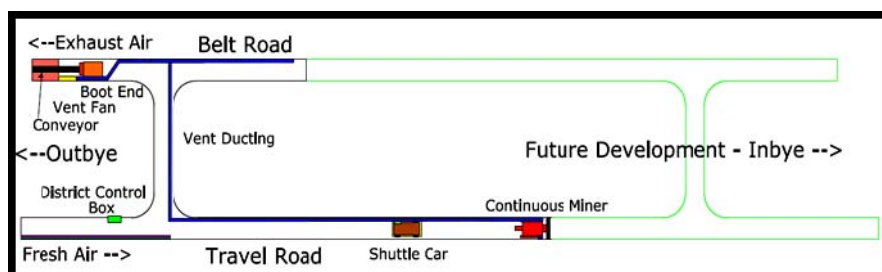 <--Exhaust Air
Belt Road
Boot End
Vent Fan
Conveyor
Vent Ducting
<--Outbye
Future Development - Inbye -->
District Control
Box
Continuous Miner
Fresh Air -->
Travel Road
Shuttle Car